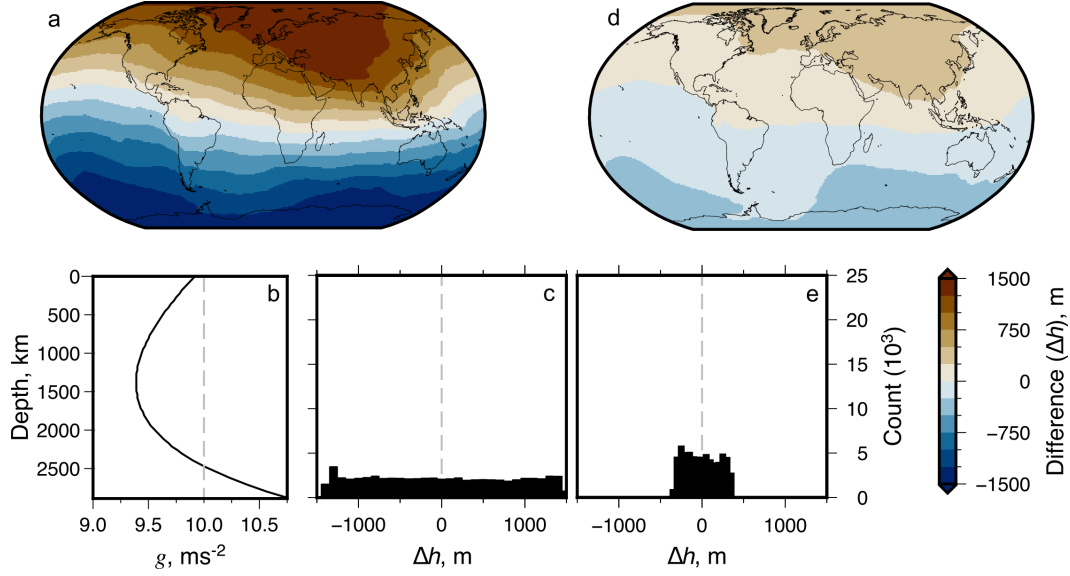 a
d
0
500
1000
1500
2000
2500
Depth, km
b
9.0 9.5 10.0 10.5
g, ms-2
c
−1000 0 1000
Δh, m
e
−1000 0 1000
Δh, m
25
20
15
10
5
0
Count (10³)
1500
750
0
−750
−1500
Difference (Δh), m